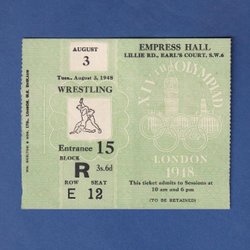 AUGUST
3
Tues., August 3, 1948
WRESTLING
Entrance 15
BLOCK
R 3s.6d
ROW SEAT
E 12
EMPRESS HALL
LILLIE RD., EARL'S COURT, S.W.6
XIVTH OLYMPIAD
LONDON
1948
This ticket admits to Sessions at
10 am and 6 pm
(TO BE RETAINED)